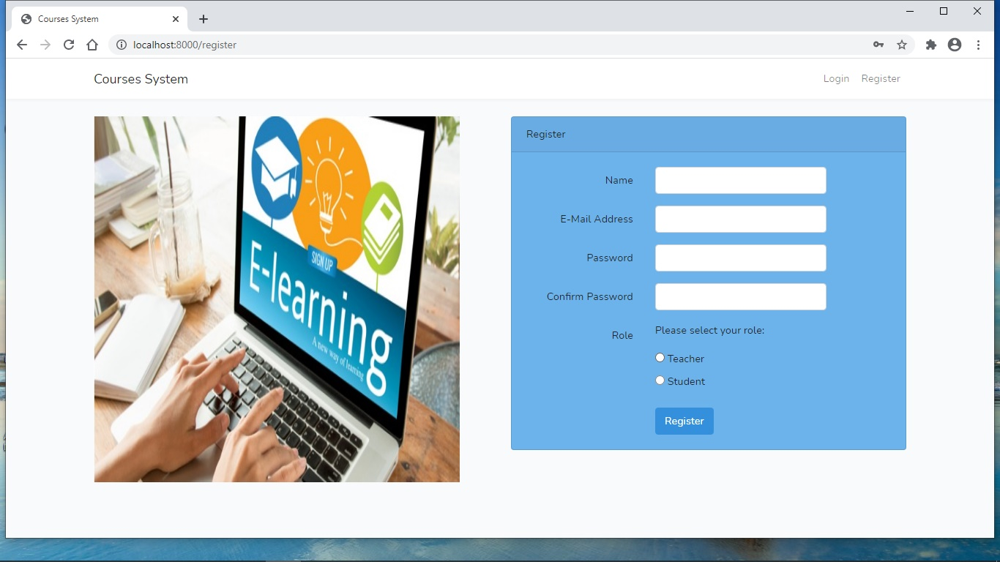 Courses System
localhost:8000/register
Courses System
Login Register
SIGN UP
E-learning
A new way of learning
Register
Name
E-Mail Address
Password
Confirm Password
Role
Please select your role:
Teacher
Student
Register